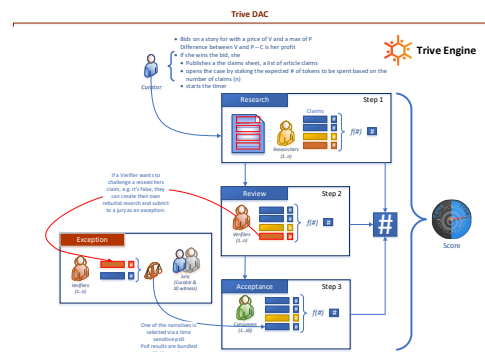 Trive DAC
• Bids on a story for with a price of V and a max of P
Difference between V and P – C is her profit
• If she wins the bid, she
• Publishes a the claims sheet, a list of article claims
• opens the case by staking the expected # of tokens to be spent based on the
number of claims (n)
• starts the timer
Curator
Trive Engine
Research
Step 1
Claims
#
#
#
#
f(#)
#
Researchers
(1..n)
If a Verifier wants to
challenge a researchers
claim, e.g. it's false, they
can create their own
rebuttal reserch and submit
to a jury as an exception.
Review
Step 2
#
#
#
#
f(#)
#
Verifiers
(1..n)
#
Score
Exception
#
#
Verifiers
(1..n)
Jury
(Curator &
10 witness)
Acceptance
Step 3
#
#
#
#
f(#)
#
Consumers
One of the narratives is
selected via a time
sensitive poll
Poll results are bundled